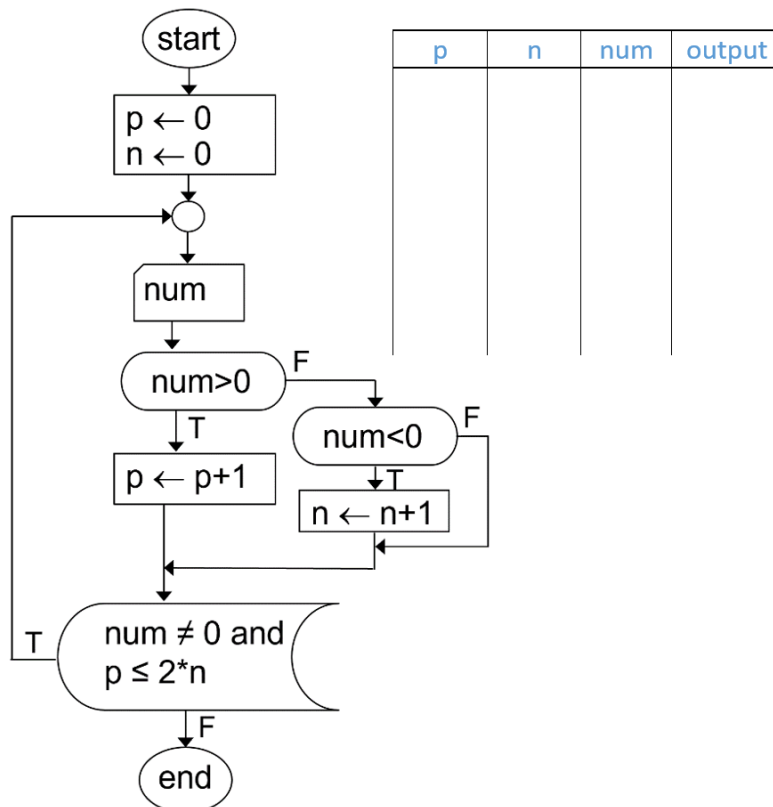 start
p n num output
p ← 0
n ← 0
num
num>0
F
T
num<0
F
T
p ← p+1
n ← n+1
num ≠ 0 and
p ≤ 2*n
T
F
end